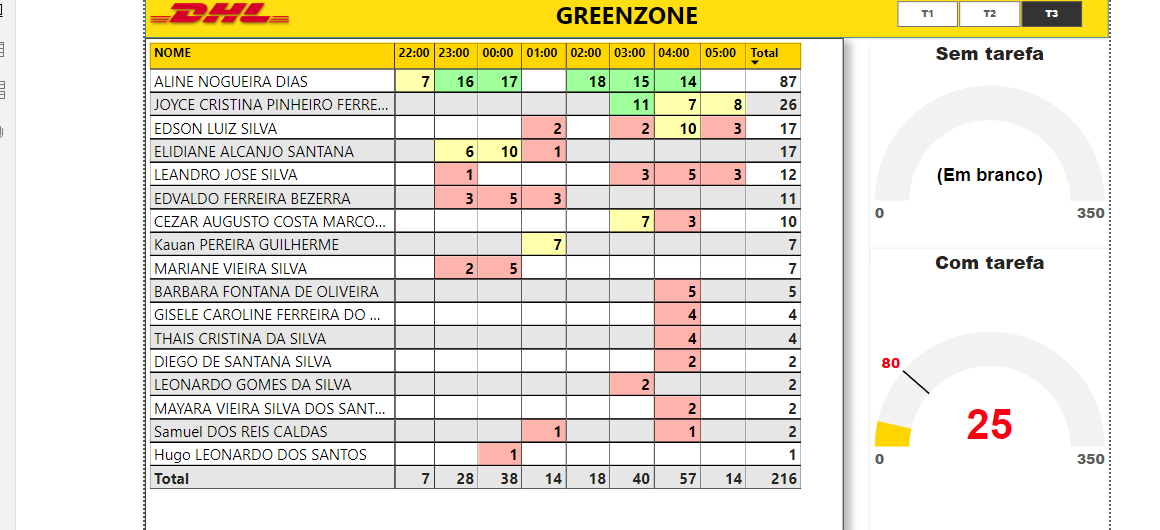 DHL
GREENZONE
T1 T2 T3
NOME 22:00 23:00 00:00 01:00 02:00 03:00 04:00 05:00 Total
ALINE NOGUEIRA DIAS 7 16 17 18 15 14 87
JOYCE CRISTINA PINHEIRO FERRE... 11 7 8 26
EDSON LUIZ SILVA 2 2 10 3 17
ELIDIANE ALCANJO SANTANA 6 10 1 17
LEANDRO JOSE SILVA 1 3 5 3 12
EDVALDO FERREIRA BEZERRA 3 5 3 11
CEZAR AUGUSTO COSTA MARCO... 7 3 10
Kauan PEREIRA GUILHERME 7 7
MARIANE VIEIRA SILVA 2 5 7
BARBARA FONTANA DE OLIVEIRA 5 5
GISELE CAROLINE FERREIRA DO ... 4 4
THAIS CRISTINA DA SILVA 4 4
DIEGO DE SANTANA SILVA 2 2
LEONARDO GOMES DA SILVA 2 2
MAYARA VIEIRA SILVA DOS SANT... 2 2
Samuel DOS REIS CALDAS 1 1 2
Hugo LEONARDO DOS SANTOS 1 1
Total 7 28 38 14 18 40 57 14 216
Sem tarefa
(Em branco)
0 350
Com tarefa
80
25
0 350